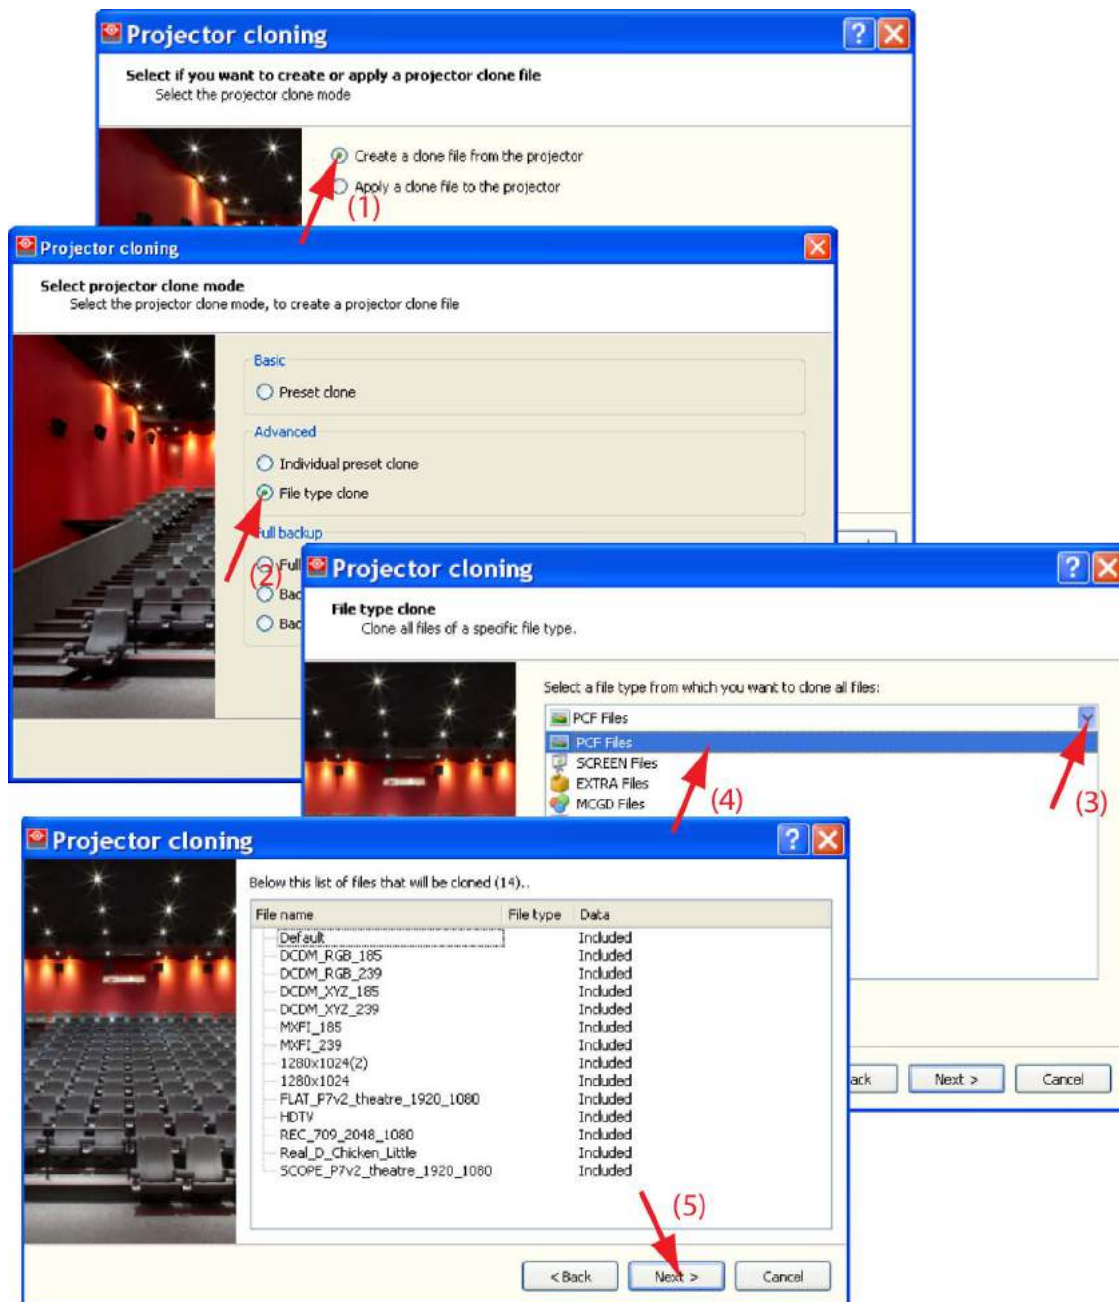 Projector cloning
Select if you want to create or apply a projector clone file
Select the projector clone mode
Create a clone file from the projector
Apply a clone file to the projector
(1)
Projector cloning
Select projector clone mode
Select the projector clone mode, to create a projector clone file
Basic
Preset clone
Advanced
Individual preset clone
File type clone
Full backup
(2)
Full
Bac
Bac
Projector cloning
File type clone
Clone all files of a specific file type.
Select a file type from which you want to clone all files:
PCF Files
PCF Files
SCREEN Files
EXTRA Files
MCGD Files
(4)
(3)
ack
Next >
Cancel
Projector cloning
Below this list of files that will be cloned (14)..
File name File type Data
Default Included
DCDM_RGB_185 Included
DCDM_RGB_239 Included
DCDM_XYZ_185 Included
DCDM_XYZ_239 Included
MXFI_185 Included
MXFI_239 Included
1280x1024(2) Included
1280x1024 Included
FLAT_P7v2_theatre_1920_1080 Included
HDTV Included
REC_709_2048_1080 Included
Real_D_Chicken_Little Included
SCOPE_P7v2_theatre_1920_1080 Included
(5)
< Back
Next >
Cancel